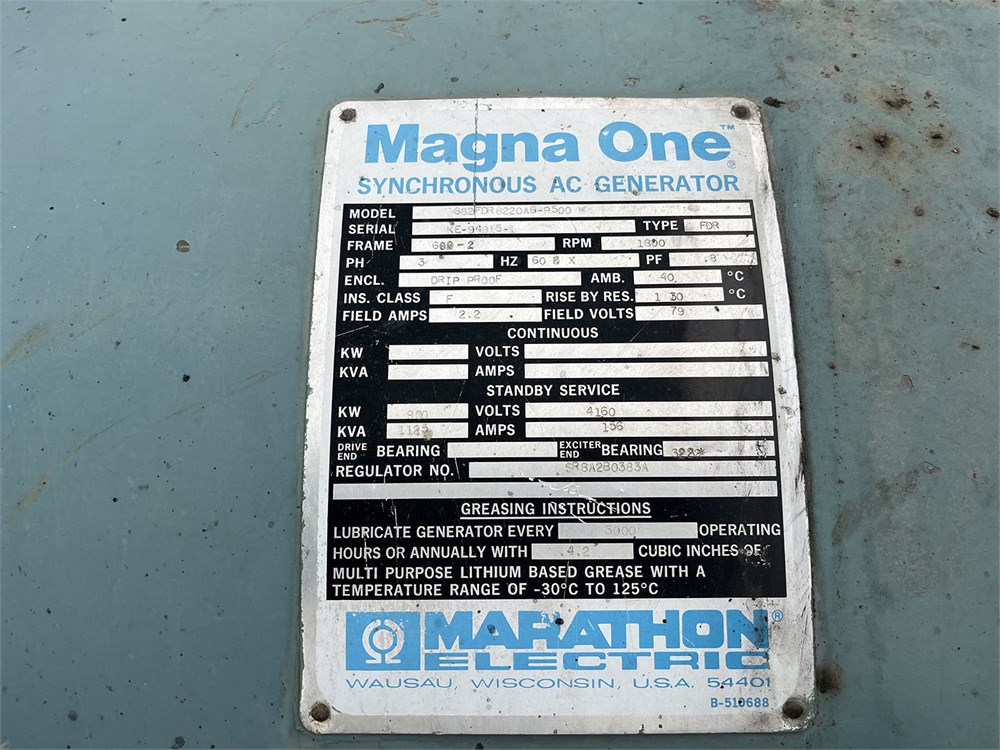 Magna One™
SYNCHRONOUS AC GENERATOR
MODEL
SERIAL TYPE FDR
FRAME RPM 1800
PH 3 HZ 60 PF .8
ENCL. DRIP PROOF AMB. 40 °C
INS. CLASS F RISE BY RES. 130 °C
FIELD AMPS 2.2 FIELD VOLTS 79
CONTINUOUS
KW VOLTS
KVA AMPS
STANDBY SERVICE
KW VOLTS 4160
KVA 1125 AMPS 156
DRIVE END BEARING EXCITER END BEARING
REGULATOR NO. SR8A2B03B3A
GREASING INSTRUCTIONS
LUBRICATE GENERATOR EVERY 3000 OPERATING
HOURS OR ANNUALLY WITH 4.2 CUBIC INCHES OF
MULTI PURPOSE LITHIUM BASED GREASE WITH A
TEMPERATURE RANGE OF -30°C TO 125°C
MARATHON®
ELECTRIC
WAUSAU, WISCONSIN, U.S.A. 54401
B-510688